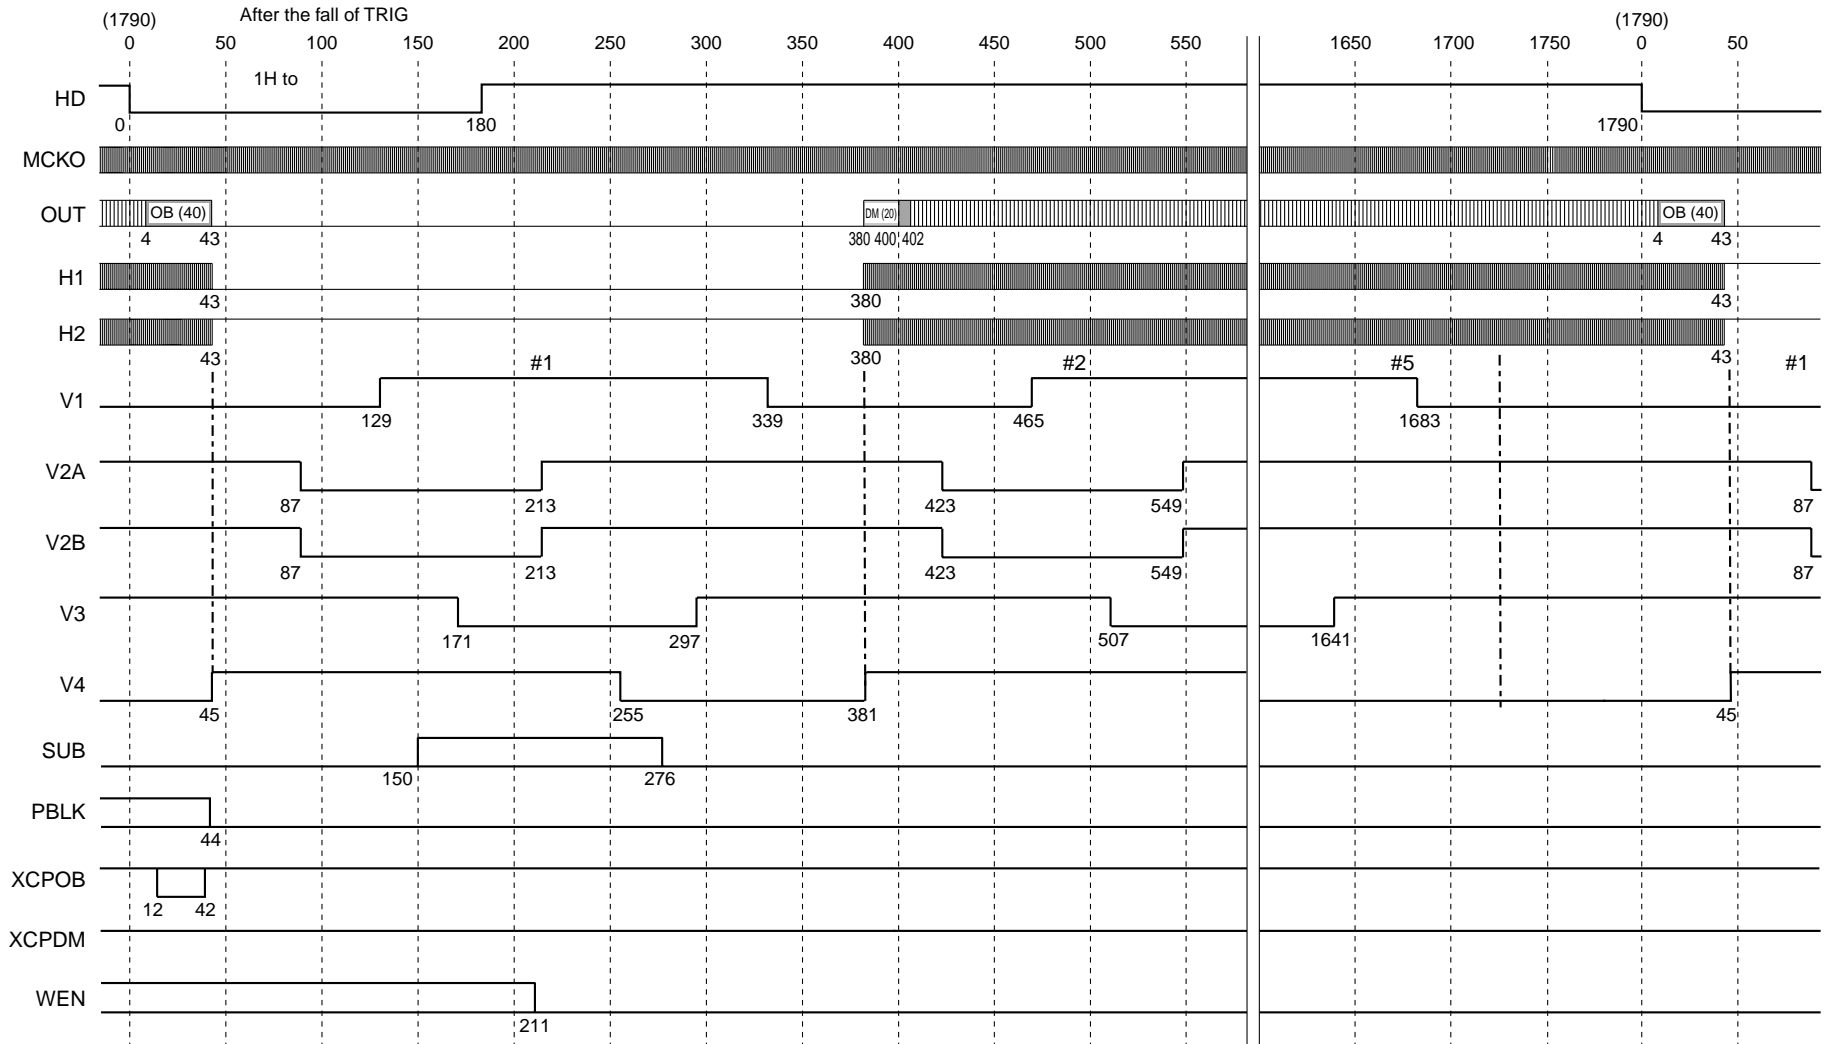 (1790) After the fall of TRIG (1790)
0 50 100 150 200 250 300 350 400 450 500 550 1650 1700 1750 0 50
1H to
HD
0 180 1790
MCKO
OUT OB (40) DM (20) OB (40)
4 43 380 400 402 4 43
H1
43 380 43
H2
43 380 43
#1 #2 #5 #1
V1
129 339 465 1683
V2A
87 213 423 549 87
V2B
87 213 423 549 87
V3
171 297 507 1641
V4
45 255 381 45
SUB
150 276
PBLK
44
XCPOB
12 42
XCPDM
WEN
211